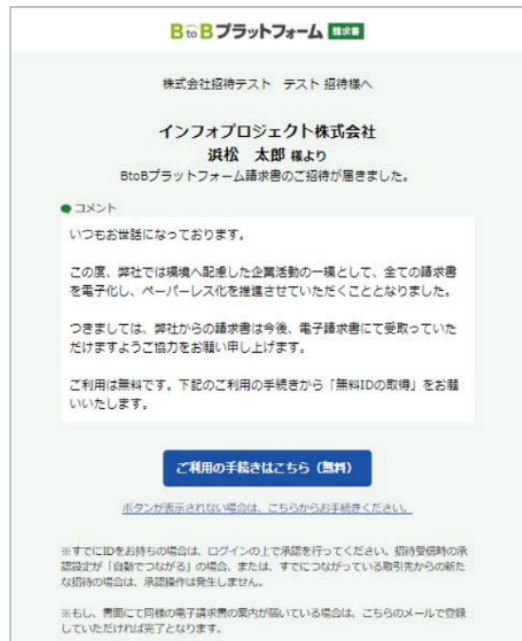 BtoBプラットフォーム 請求書
株式会社招待テスト　テスト 招待様へ
インフォプロジェクト株式会社
浜松　太郎 様より
BtoBプラットフォーム請求書のご招待が届きました。
コメント
いつもお世話になっております。
この度、弊社では環境へ配慮した企業活動の一環として、全ての請求書
を電子化し、ペーパーレス化を推進させていただくこととなりました。
つきましては、弊社からの請求書は今後、電子請求書にて受取っていた
だけますようご協力をお願い申し上げます。
ご利用は無料です。下記のご利用の手続きから「無料IDの取得」をお願
いいたします。
ご利用の手続きはこちら（無料）
ボタンが表示されない場合は、こちらからお手続きください。
※すでにIDをお持ちの場合は、ログインの上で承認を行ってください。招待受信時の承
認設定が「自動でつながる」の場合、または、すでにつながっている取引先からの新た
な招待の場合は、承認操作は発生しません。
※もし、書面にて同様の電子請求書の案内が届いている場合は、こちらのメールで登録
していただければ完了となります。